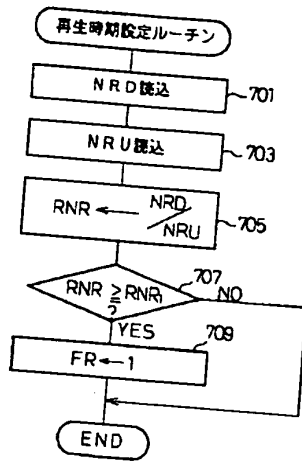 再生時期設定ルーチン
NRD読込
701
NRU読込
703
RNR ← NRD/NRU
705
707
RNR ≧ RNR1
?
NO
YES
709
FR←1
END